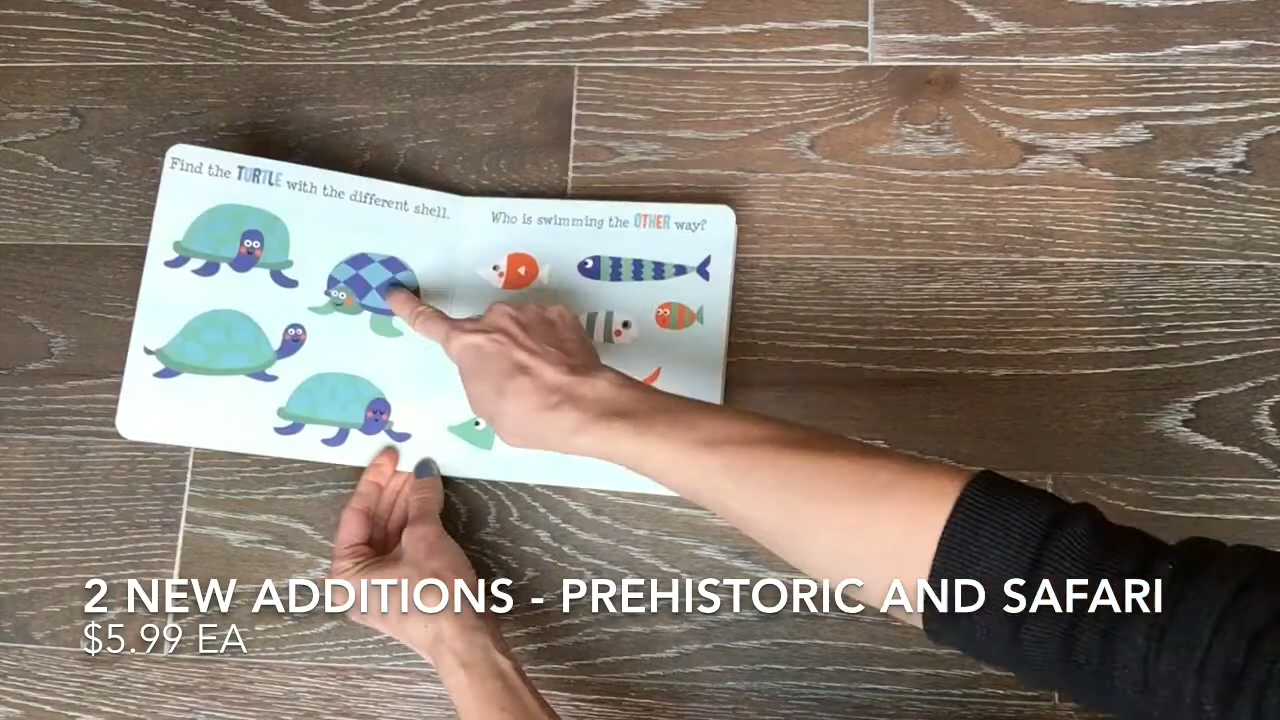 Find the TURTLE with the different shell.
Who is swimming the OTHER way?
2 NEW ADDITIONS - PREHISTORIC AND SAFARI
$5.99 EA